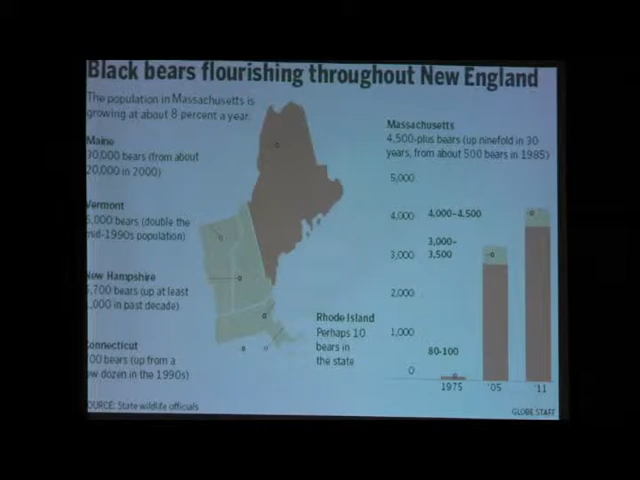 Black bears flourishing throughout New England
The population in Massachusetts is
growing at about 8 percent a year.
Maine
30,000 bears (from about
20,000 in 2000)
Vermont
5,000 bears (double the
mid-1990s population)
New Hampshire
,700 bears (up at least
,000 in past decade)
Connecticut
00 bears (up from a
few dozen in the 1990s)
SOURCE: State wildlife officials
Rhode Island
Perhaps 10
bears in
the state
Massachusetts
4,500-plus bears (up ninefold in 30
years, from about 500 bears in 1985)
5,000
4,000
3,000
2,000
1,000
0
4,000-4,500
3,000-
3,500
80-100
1975
'05
'11
GLOBE STAFF